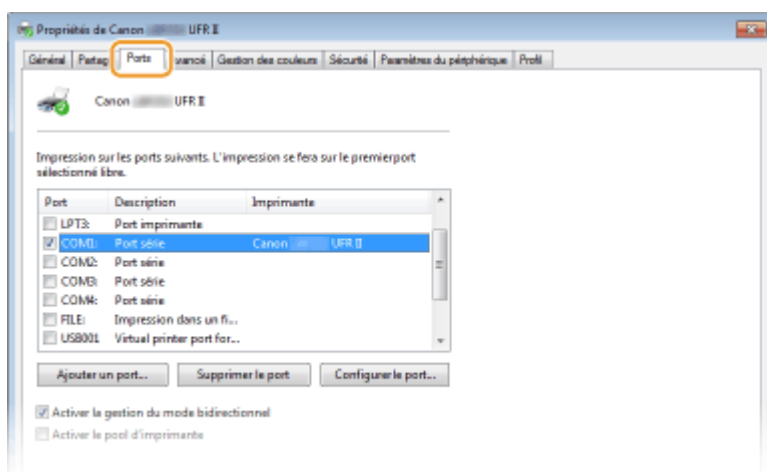 Propriétés de Canon UFR II
Général Partag Ports vancé Gestion des couleurs Sécurité Paramètres du périphérique Profil
Canon UFR II
Impression sur les ports suivants. L'impression se fera sur le premierport
sélectionné libre.
Port Description Imprimante
LPT3: Port imprimante
COM1: Port série Canon UFR II
COM2: Port série
COM3: Port série
COM4: Port série
FILE: Impression dans un fi...
USB001 Virtual printer port for...
Ajouter un port... Supprimer le port Configurer le port...
Activer la gestion du mode bidirectionnel
Activer le pool d'imprimante